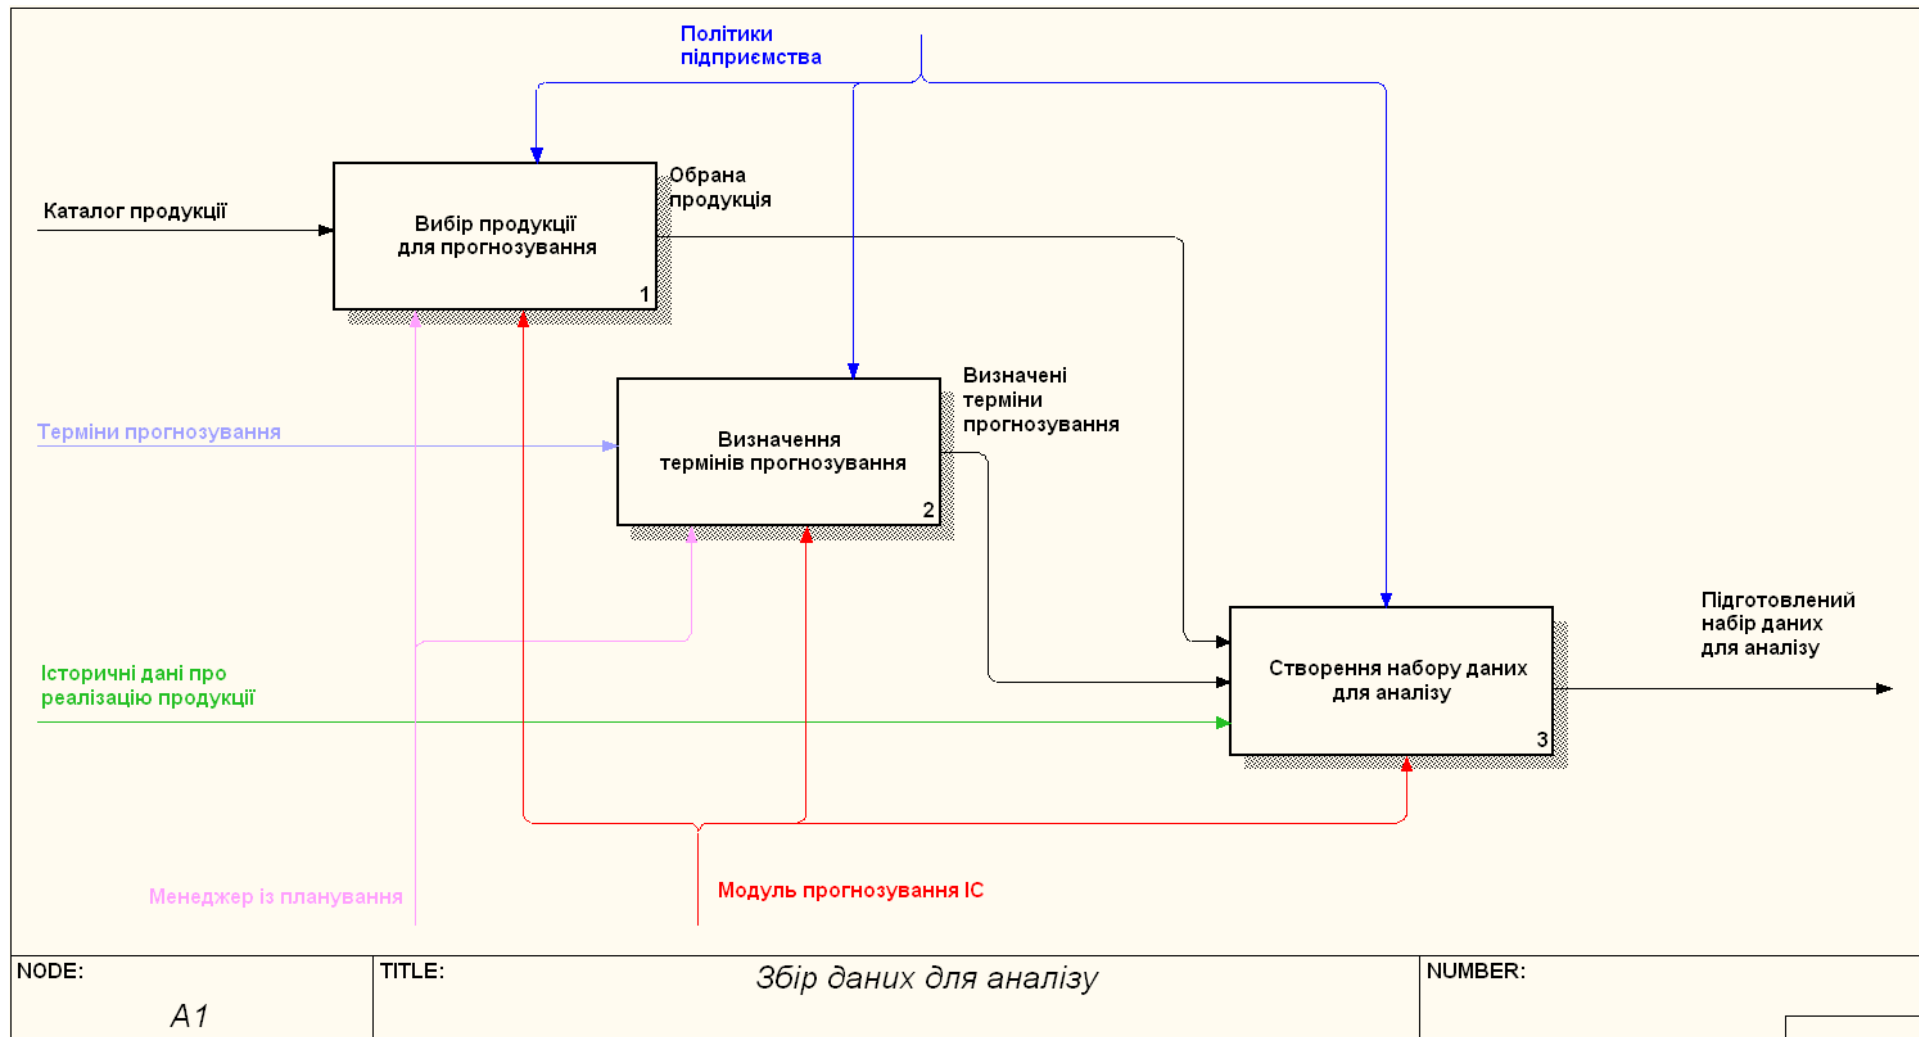 Політики
підприємства
Каталог продукції
Вибір продукції
для прогнозування
1
Обрана
продукція
Терміни прогнозування
Визначення
термінів прогнозування
2
Визначені
терміни
прогнозування
Історичні дані про
реалізацію продукції
Створення набору даних
для аналізу
3
Підготовлений
набір даних
для аналізу
Менеджер із планування
Модуль прогнозування ІС
NODE:
A1
TITLE:
Збір даних для аналізу
NUMBER: